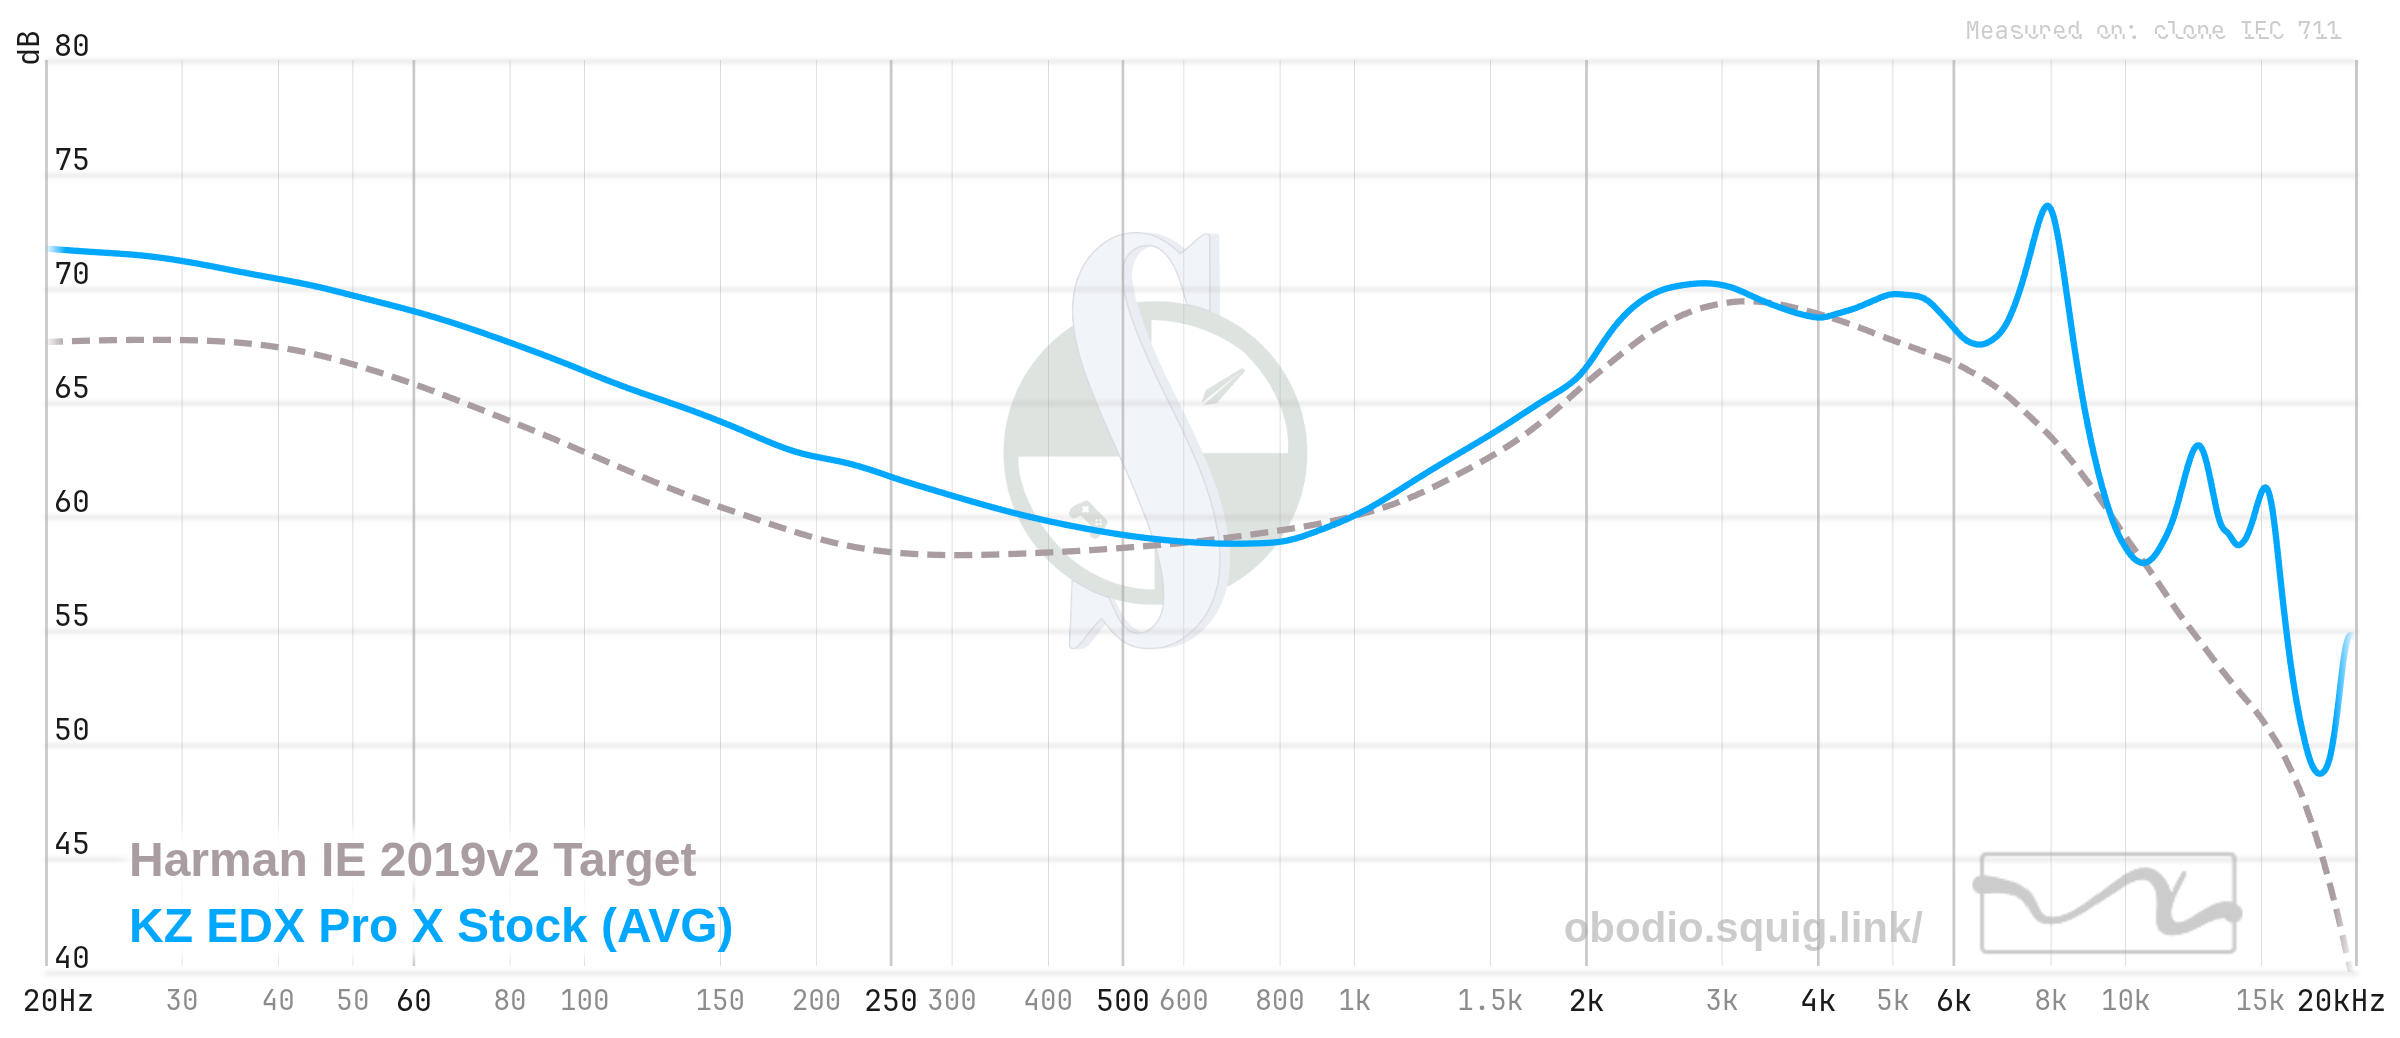 Measured on: clone IEC 711
dB
80
75
70
65
60
55
50
45
40
Harman IE 2019v2 Target
KZ EDX Pro X Stock (AVG)
obodio.squig.link/
20Hz 30 40 50 60 80 100 150 200 250 300 400 500 600 800 1k 1.5k 2k 3k 4k 5k 6k 8k 10k 15k 20kHz